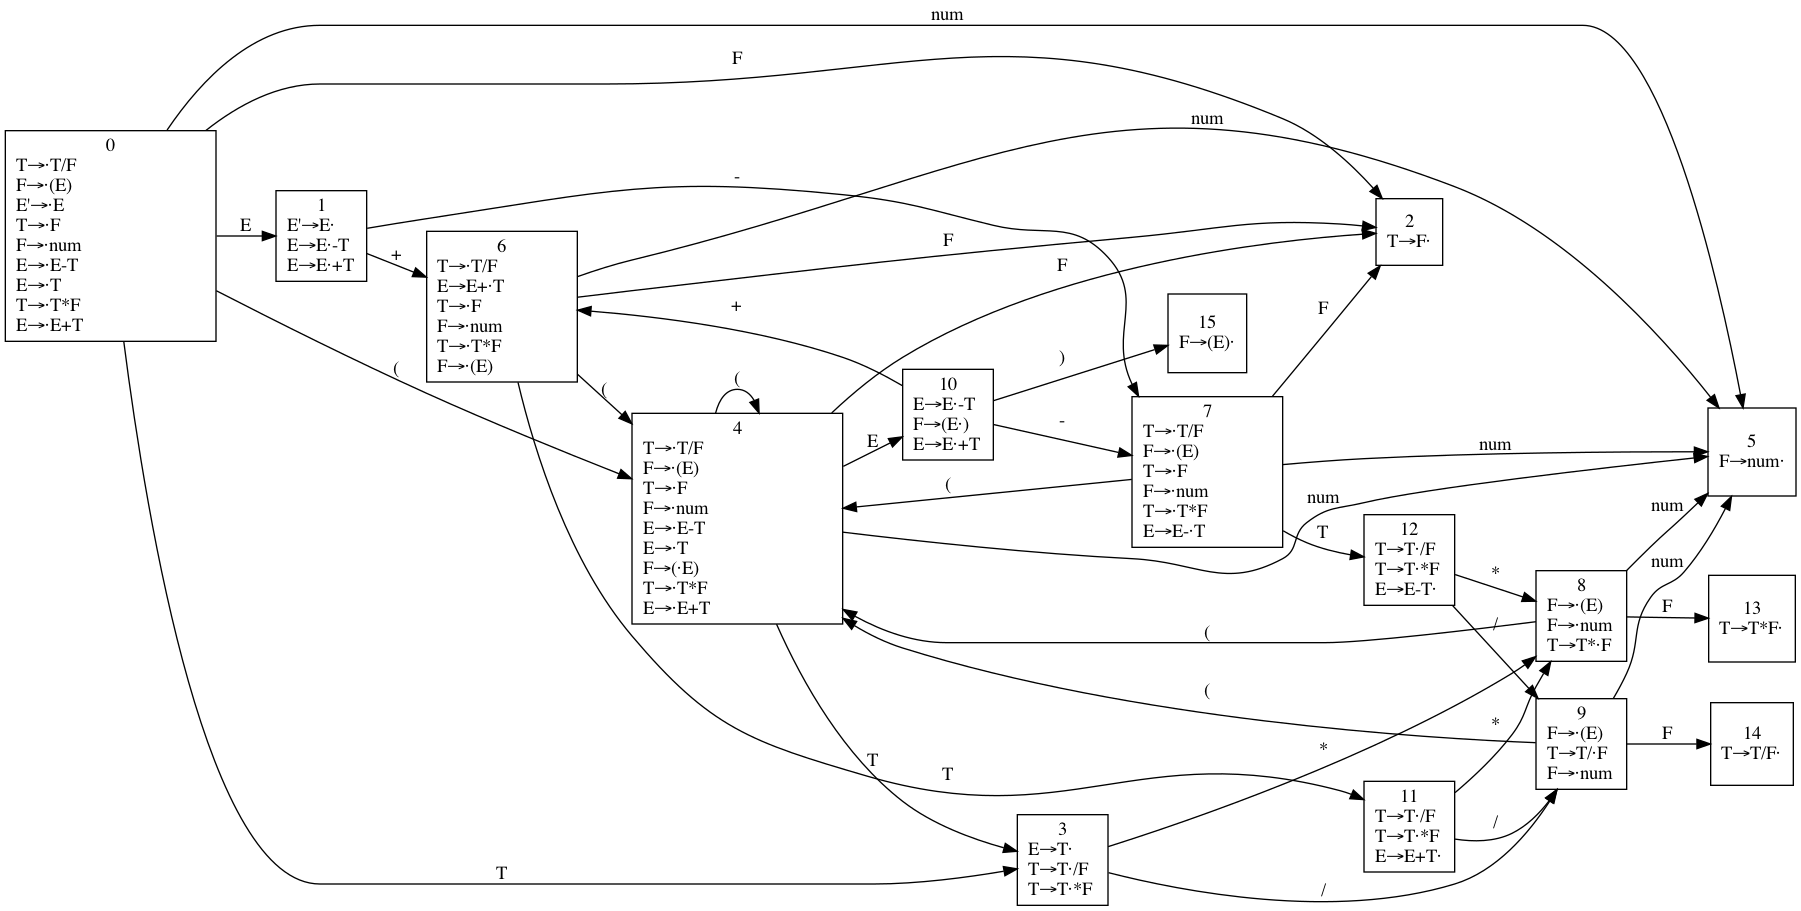 num
F
num
0
T→·T/F
F→·(E)
E'→·E
T→·F
F→·num
E→·E-T
E→·T
T→·T*F
E→·E+T
E
(
T
1
E'→E·
E→E·-T
E→E·+T
-
+
6
T→·T/F
E→E+·T
T→·F
F→·num
T→·T*F
F→·(E)
F
F
+
(
T
2
T→F·
15
F→(E)·
(
4
T→·T/F
F→·(E)
T→·F
F→·num
E→·E-T
E→·T
F→(·E)
T→·T*F
E→·E+T
E
num
T
10
E→E·-T
F→(E·)
E→E·+T
)
-
7
T→·T/F
F→·(E)
T→·F
F→·num
T→·T*F
E→E-·T
F
num
(
T
5
F→num·
12
T→T·/F
T→T·*F
E→E-T·
*
/
8
F→·(E)
F→·num
T→T*·F
num
F
(
13
T→T*F·
9
F→·(E)
T→T/·F
F→·num
num
F
(
14
T→T/F·
11
T→T·/F
T→T·*F
E→E+T·
*
/
3
E→T·
T→T·/F
T→T·*F
*
/
(